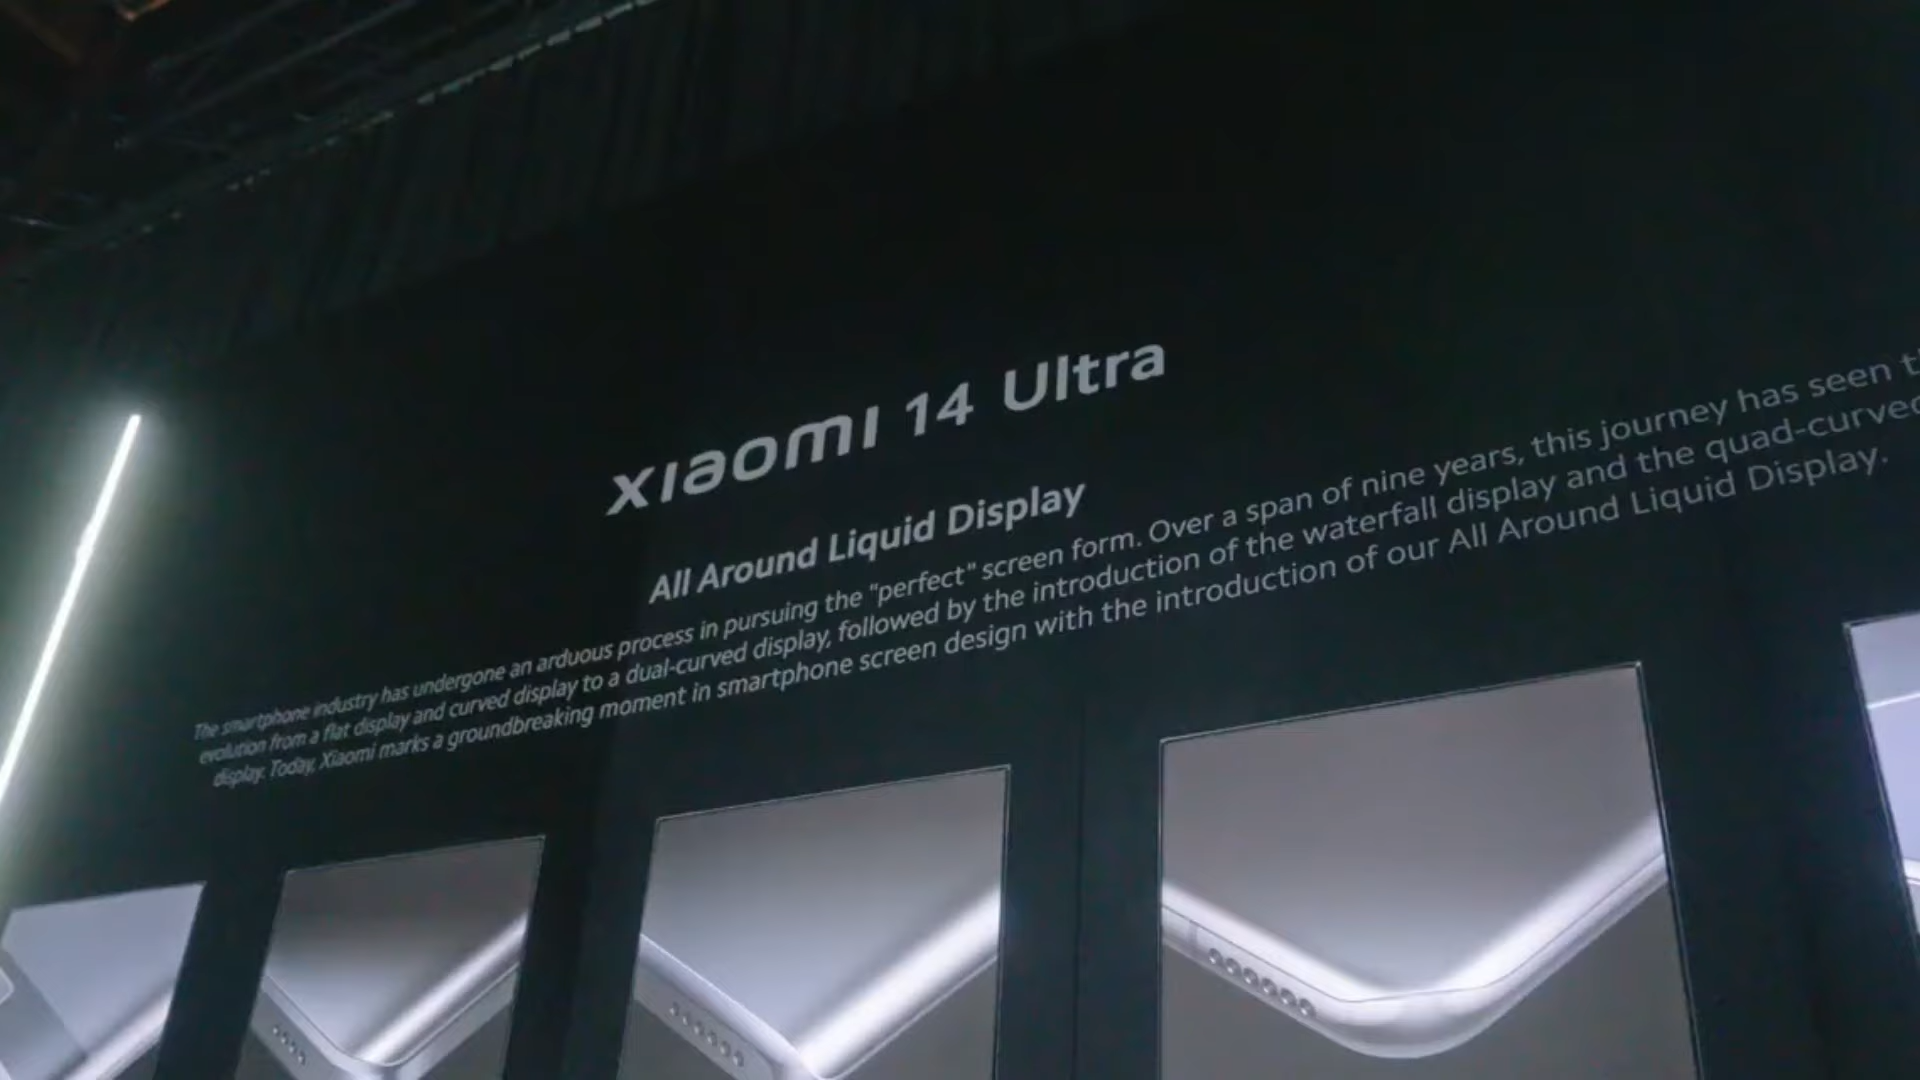 xiaomi 14 Ultra
All Around Liquid Display
The smartphone industry has undergone an arduous process in pursuing the "perfect" screen form. Over a span of nine years, this journey has seen
evolution from a flat display and curved display to a dual-curved display, followed by the introduction of the waterfall display and the quad-curved
display. Today, Xiaomi marks a groundbreaking moment in smartphone screen design with the introduction of our All Around Liquid Display.